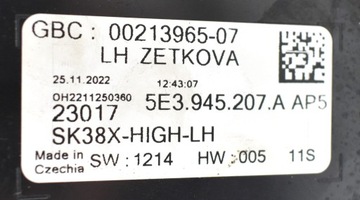 GBC: 00213965-07
LH ZETKOVA
25.11.2022 12:43:07
OH2211250360
5E3.945.207.A AP5
23017
SK38X-HIGH-LH
Made in
Czechia
SW: 1214 HW: 005 11S